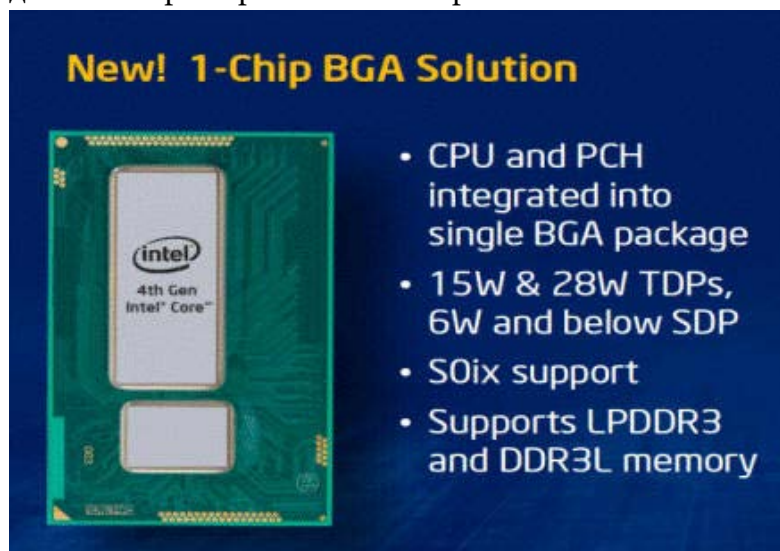 New! 1-Chip BGA Solution
intel
4th Gen
Intel® Core™
• CPU and PCH
integrated into
single BGA package
• 15W & 28W TDPs,
6W and below SDP
• S0ix support
• Supports LPDDR3
and DDR3L memory